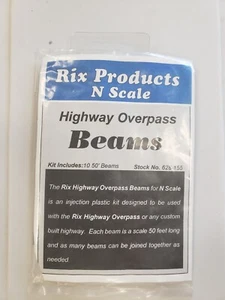 Rix Products
N Scale
Highway Overpass
Beams
Kit Includes:10 50' Beams
Stock No. 628-155
The Rix Highway Overpass Beams for N Scale
is an injection plastic kit designed to be used
with the Rix Highway Overpass or any custom
built highway. Each beam is a scale 50 feet long
and as many beams can be joined together as
needed